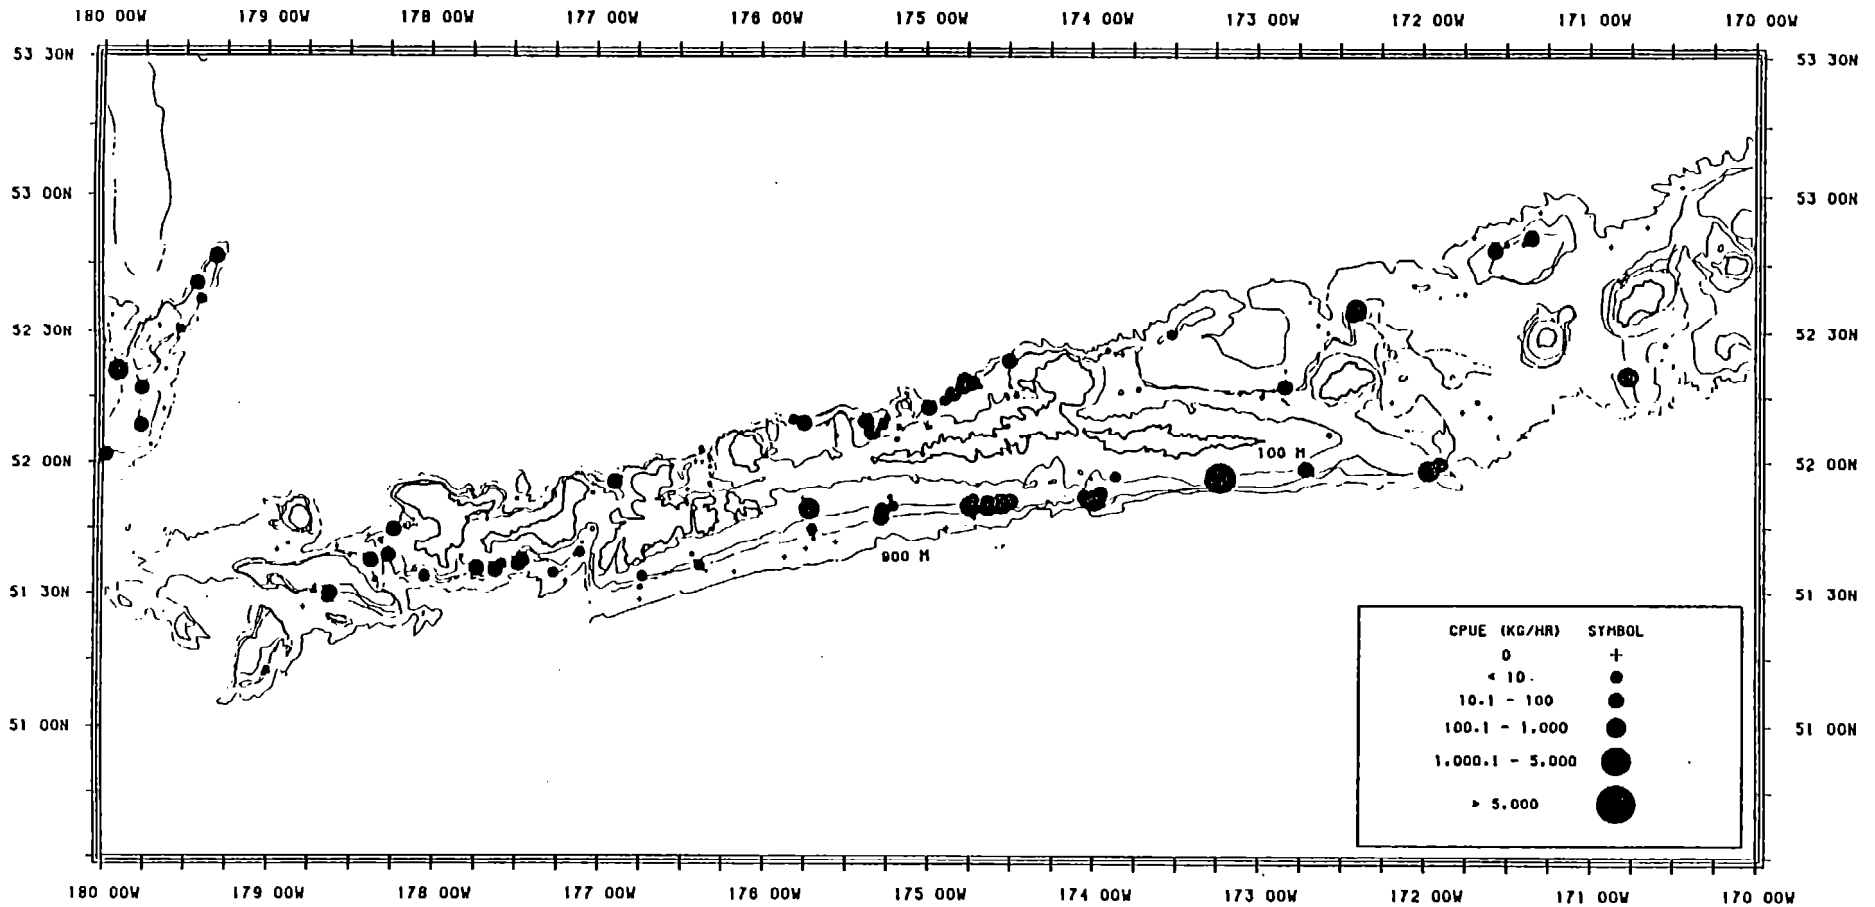 180 00W 179 00W 178 00W 177 00W 176 00W 175 00W 174 00W 173 00W 172 00W 171 00W 170 00W
53 30N 53 30N
53 00N 53 00N
52 30N 52 30N
100 M
52 00N 52 00N
900 M
51 30N 51 30N
CPUE (KG/HR) SYMBOL
0 +
< 10
10.1 - 100
51 00N 100.1 - 1,000 51 00N
1,000.1 - 5,000
> 5,000
180 00W 179 00W 178 00W 177 00W 176 00W 175 00W 174 00W 173 00W 172 00W 171 00W 170 00W